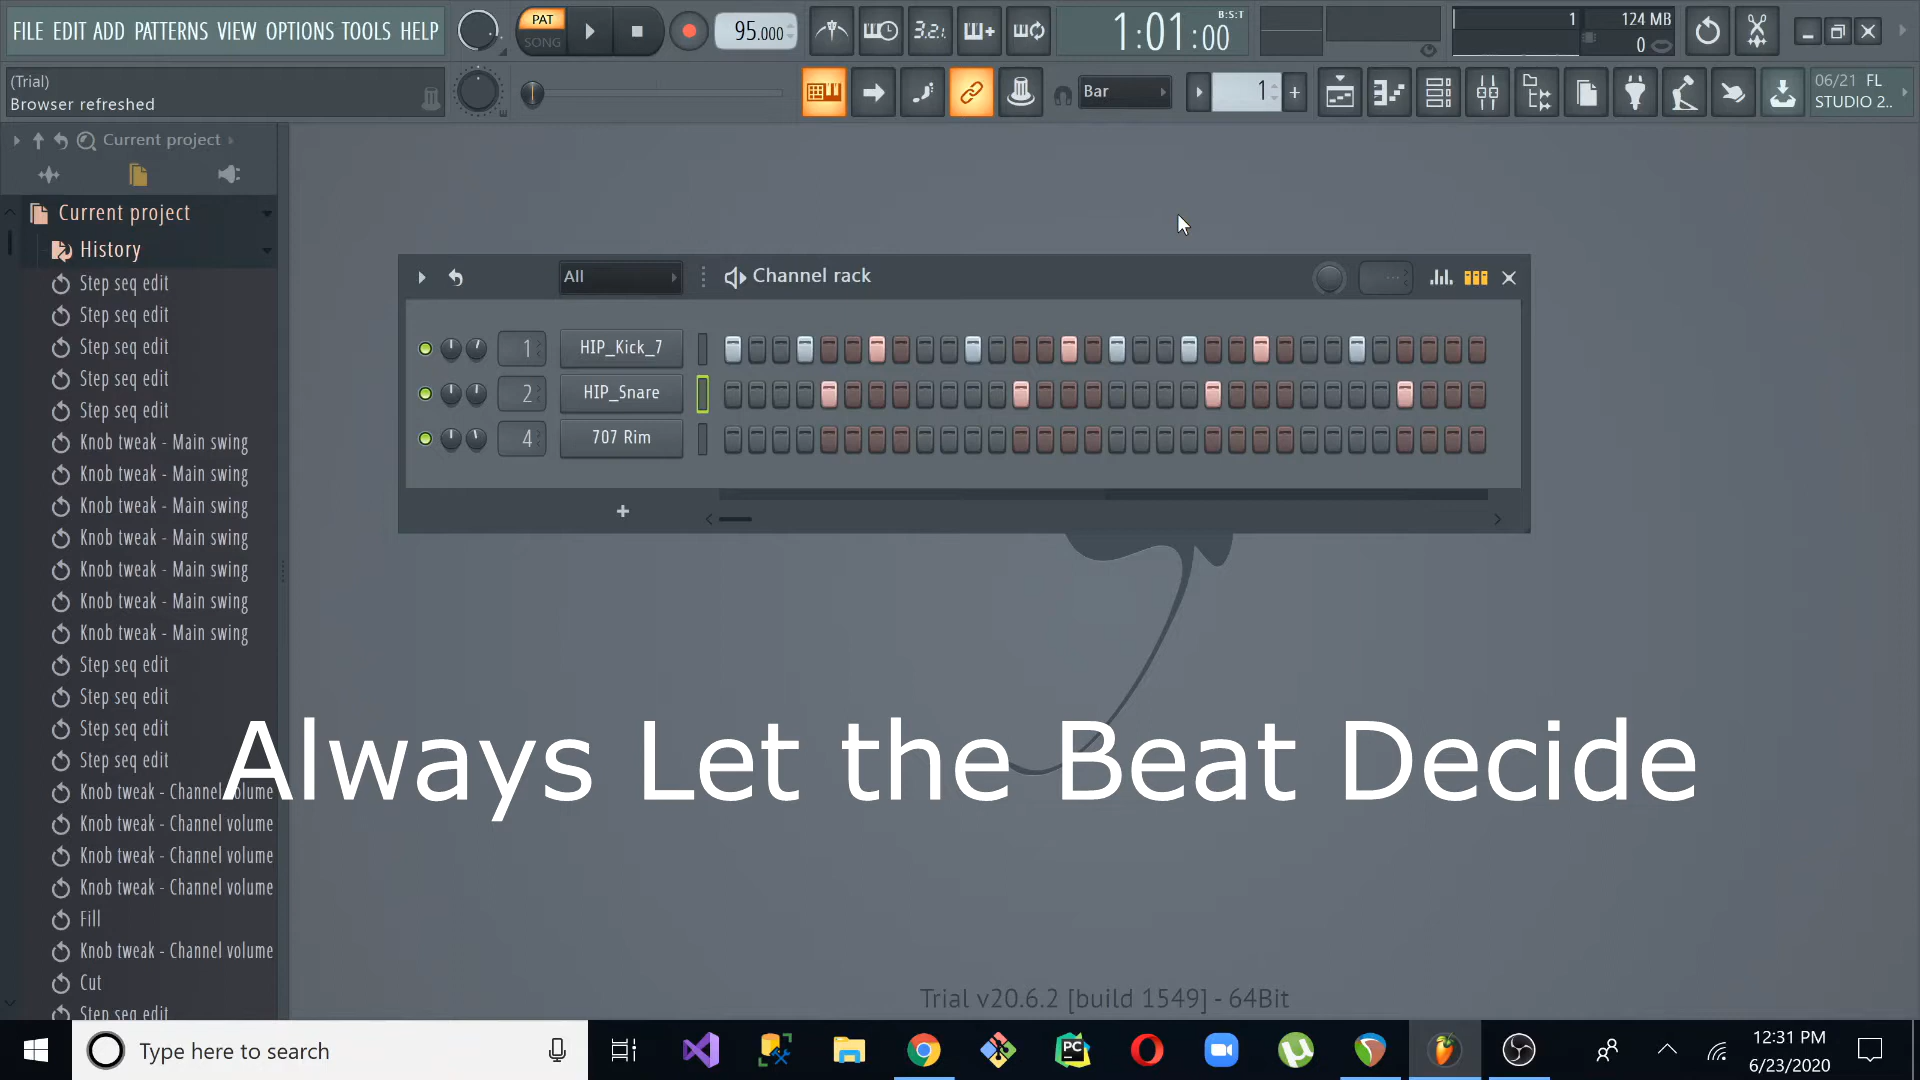 FILE EDIT ADD PATTERNS VIEW OPTIONS TOOLS HELP
PAT
SONG
95.000
3.2.1
1:01:00
B:S:T
1
124 MB
0
(Trial)
Browser refreshed
Bar
1
06/21 FL
STUDIO 2..
Current project
Current project
History
Step seq edit
Step seq edit
Step seq edit
Step seq edit
Step seq edit
Knob tweak - Main swing
Knob tweak - Main swing
Knob tweak - Main swing
Knob tweak - Main swing
Knob tweak - Main swing
Knob tweak - Main swing
Knob tweak - Main swing
Step seq edit
Step seq edit
Step seq edit
Step seq edit
Knob tweak - Channel volume
Knob tweak - Channel volume
Knob tweak - Channel volume
Knob tweak - Channel volume
Fill
Knob tweak - Channel volume
Cut
Step seq edit
All
Channel rack
1 HIP_Kick_7
2 HIP_Snare
4 707 Rim
Always Let the Beat Decide
Trial v20.6.2 [build 1549] - 64Bit
Type here to search
PC
12:31 PM
6/23/2020